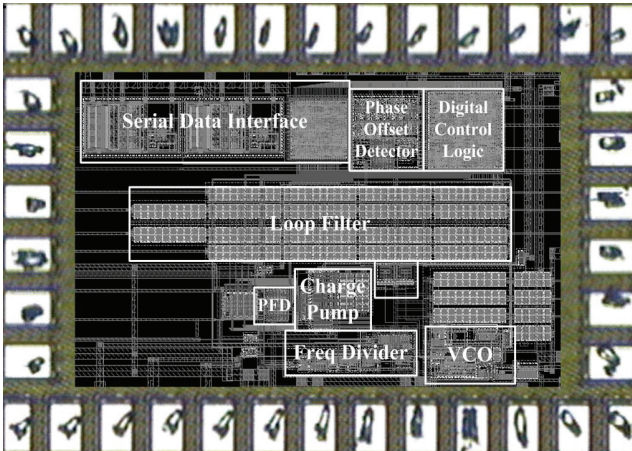 Serial Data Interface
Phase
Offset
Detector
Digital
Control
Logic
Loop Filter
PFD
Charge
Pump
Freq Divider
VCO